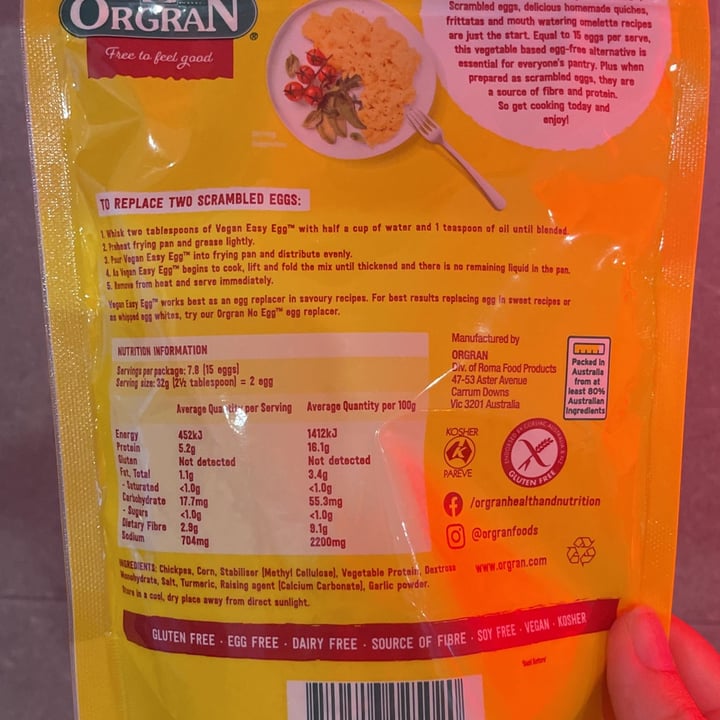 ORGRAN
®
Free to feel good
Scrambled eggs, delicious homemade quiches,
frittatas and mouth watering omelette recipes
are just the start. Equal to 15 eggs per serve,
this vegetable based egg-free alternative is
essential for everyone's pantry. Plus when
prepared as scrambled eggs, they are
a source of fibre and protein.
So get cooking today and
enjoy!
Serving
Suggestion
TO REPLACE TWO SCRAMBLED EGGS:
1. Whisk two tablespoons of Vegan Easy Egg™ with half a cup of water and 1 teaspoon of oil until blended.
2. Preheat frying pan and grease lightly.
3. Pour Vegan Easy Egg™ into frying pan and distribute evenly.
4. As Vegan Easy Egg™ begins to cook, lift and fold the mix until thickened and there is no remaining liquid in the pan.
5. Remove from heat and serve immediately.
Vegan Easy Egg™ works best as an egg replacer in savoury recipes. For best results replacing egg in sweet recipes or
as whipped egg whites, try our Orgran No Egg™ egg replacer.
NUTRITION INFORMATION
Servings per package: 7.8 (15 eggs)
Serving size: 32g (2½ tablespoon) = 2 egg
Average Quantity per Serving Average Quantity per 100g
Energy 452kJ 1412kJ
Protein 5.2g 16.1g
Gluten Not detected Not detected
Fat, Total 1.1g 3.4g
- Saturated <1.0g <1.0g
Carbohydrate 17.7mg 55.3mg
- Sugars <1.0g <1.0g
Dietary Fibre 2.9g 9.1g
Sodium 704mg 2200mg
Manufactured by
ORGRAN
Div. of Roma Food Products
47-53 Aster Avenue
Carrum Downs
Vic 3201 Australia
Packed in
Australia
from at
least 80%
Australian
ingredients
KOSHER
K
PAREVE
GLUTEN FREE
/orgranhealthandnutrition
@orgranfoods
www.orgran.com
INGREDIENTS: Chickpea, Corn, Stabiliser (Methyl Cellulose), Vegetable Protein, Dextrose
Monohydrate, Salt, Turmeric, Raising agent (Calcium Carbonate), Garlic powder.
Store in a cool, dry place away from direct sunlight.
GLUTEN FREE · EGG FREE · DAIRY FREE · SOURCE OF FIBRE · SOY FREE · VEGAN · KOSHER